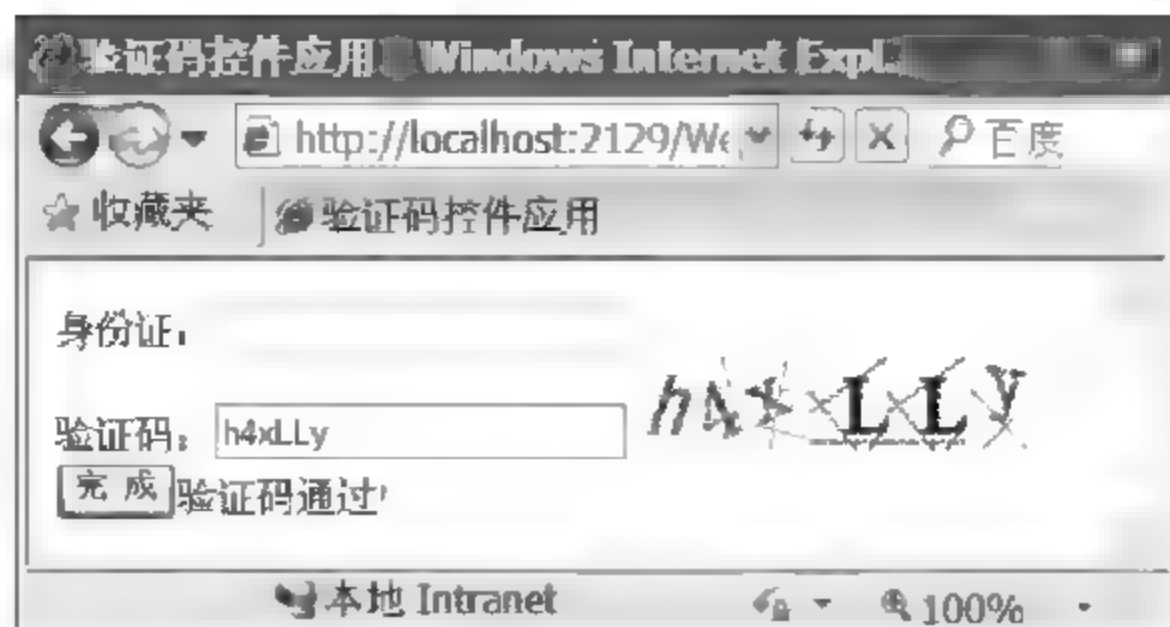 验证码控件应用 Windows Internet Expl
http://localhost:2129/We 百度
收藏夹 验证码控件应用
身份证:
h4xLLy
验证码: h4xLLy
完成 验证码通过!
本地 Intranet 100%